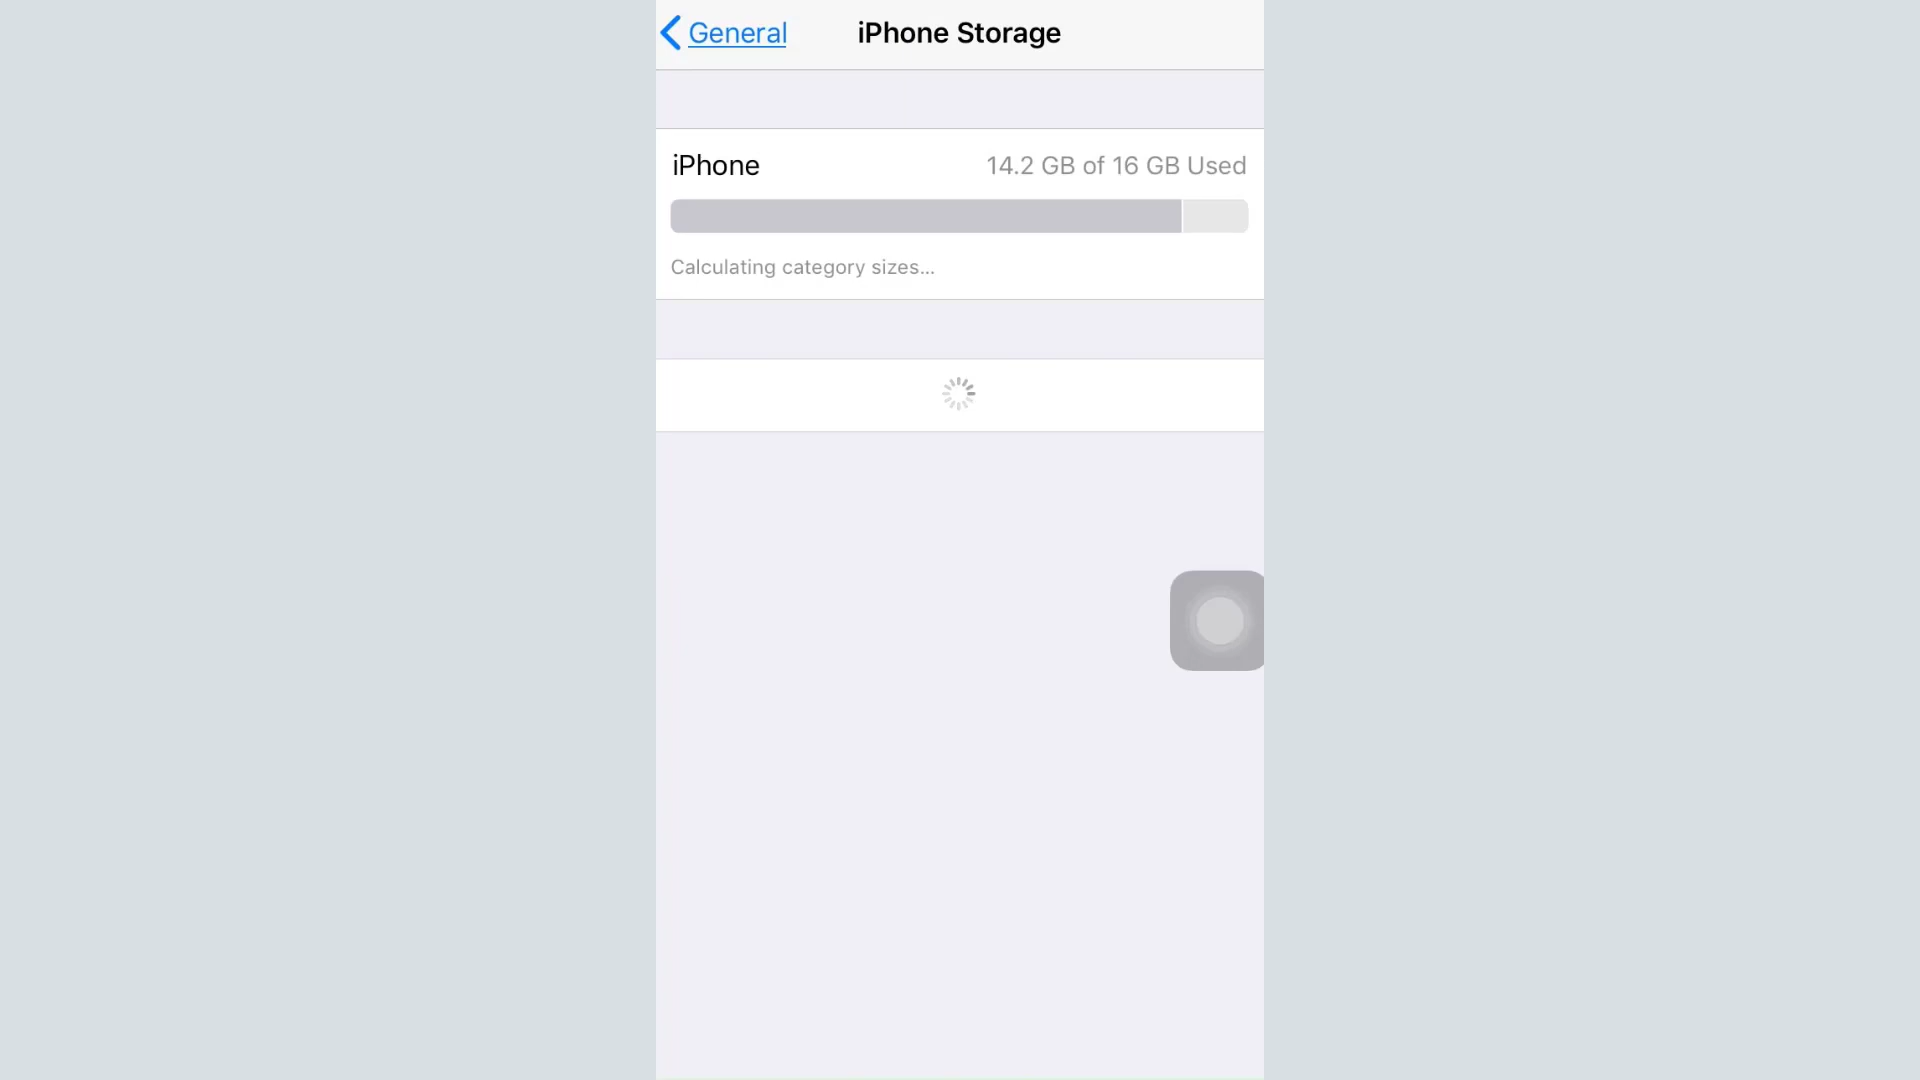 General
iPhone Storage
iPhone
14.2 GB of 16 GB Used
Calculating category sizes...